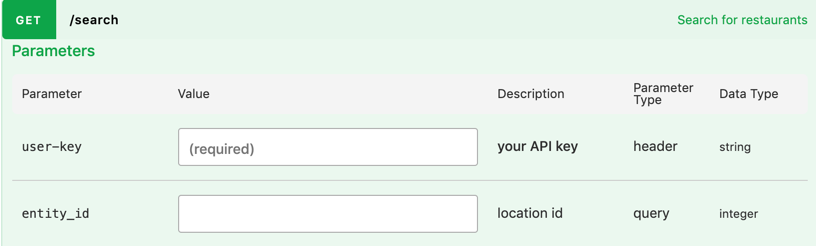 GET /search Search for restaurants
Parameters
Parameter Value Description Parameter Type Data Type
user-key (required) your API key header string
entity_id location id query integer